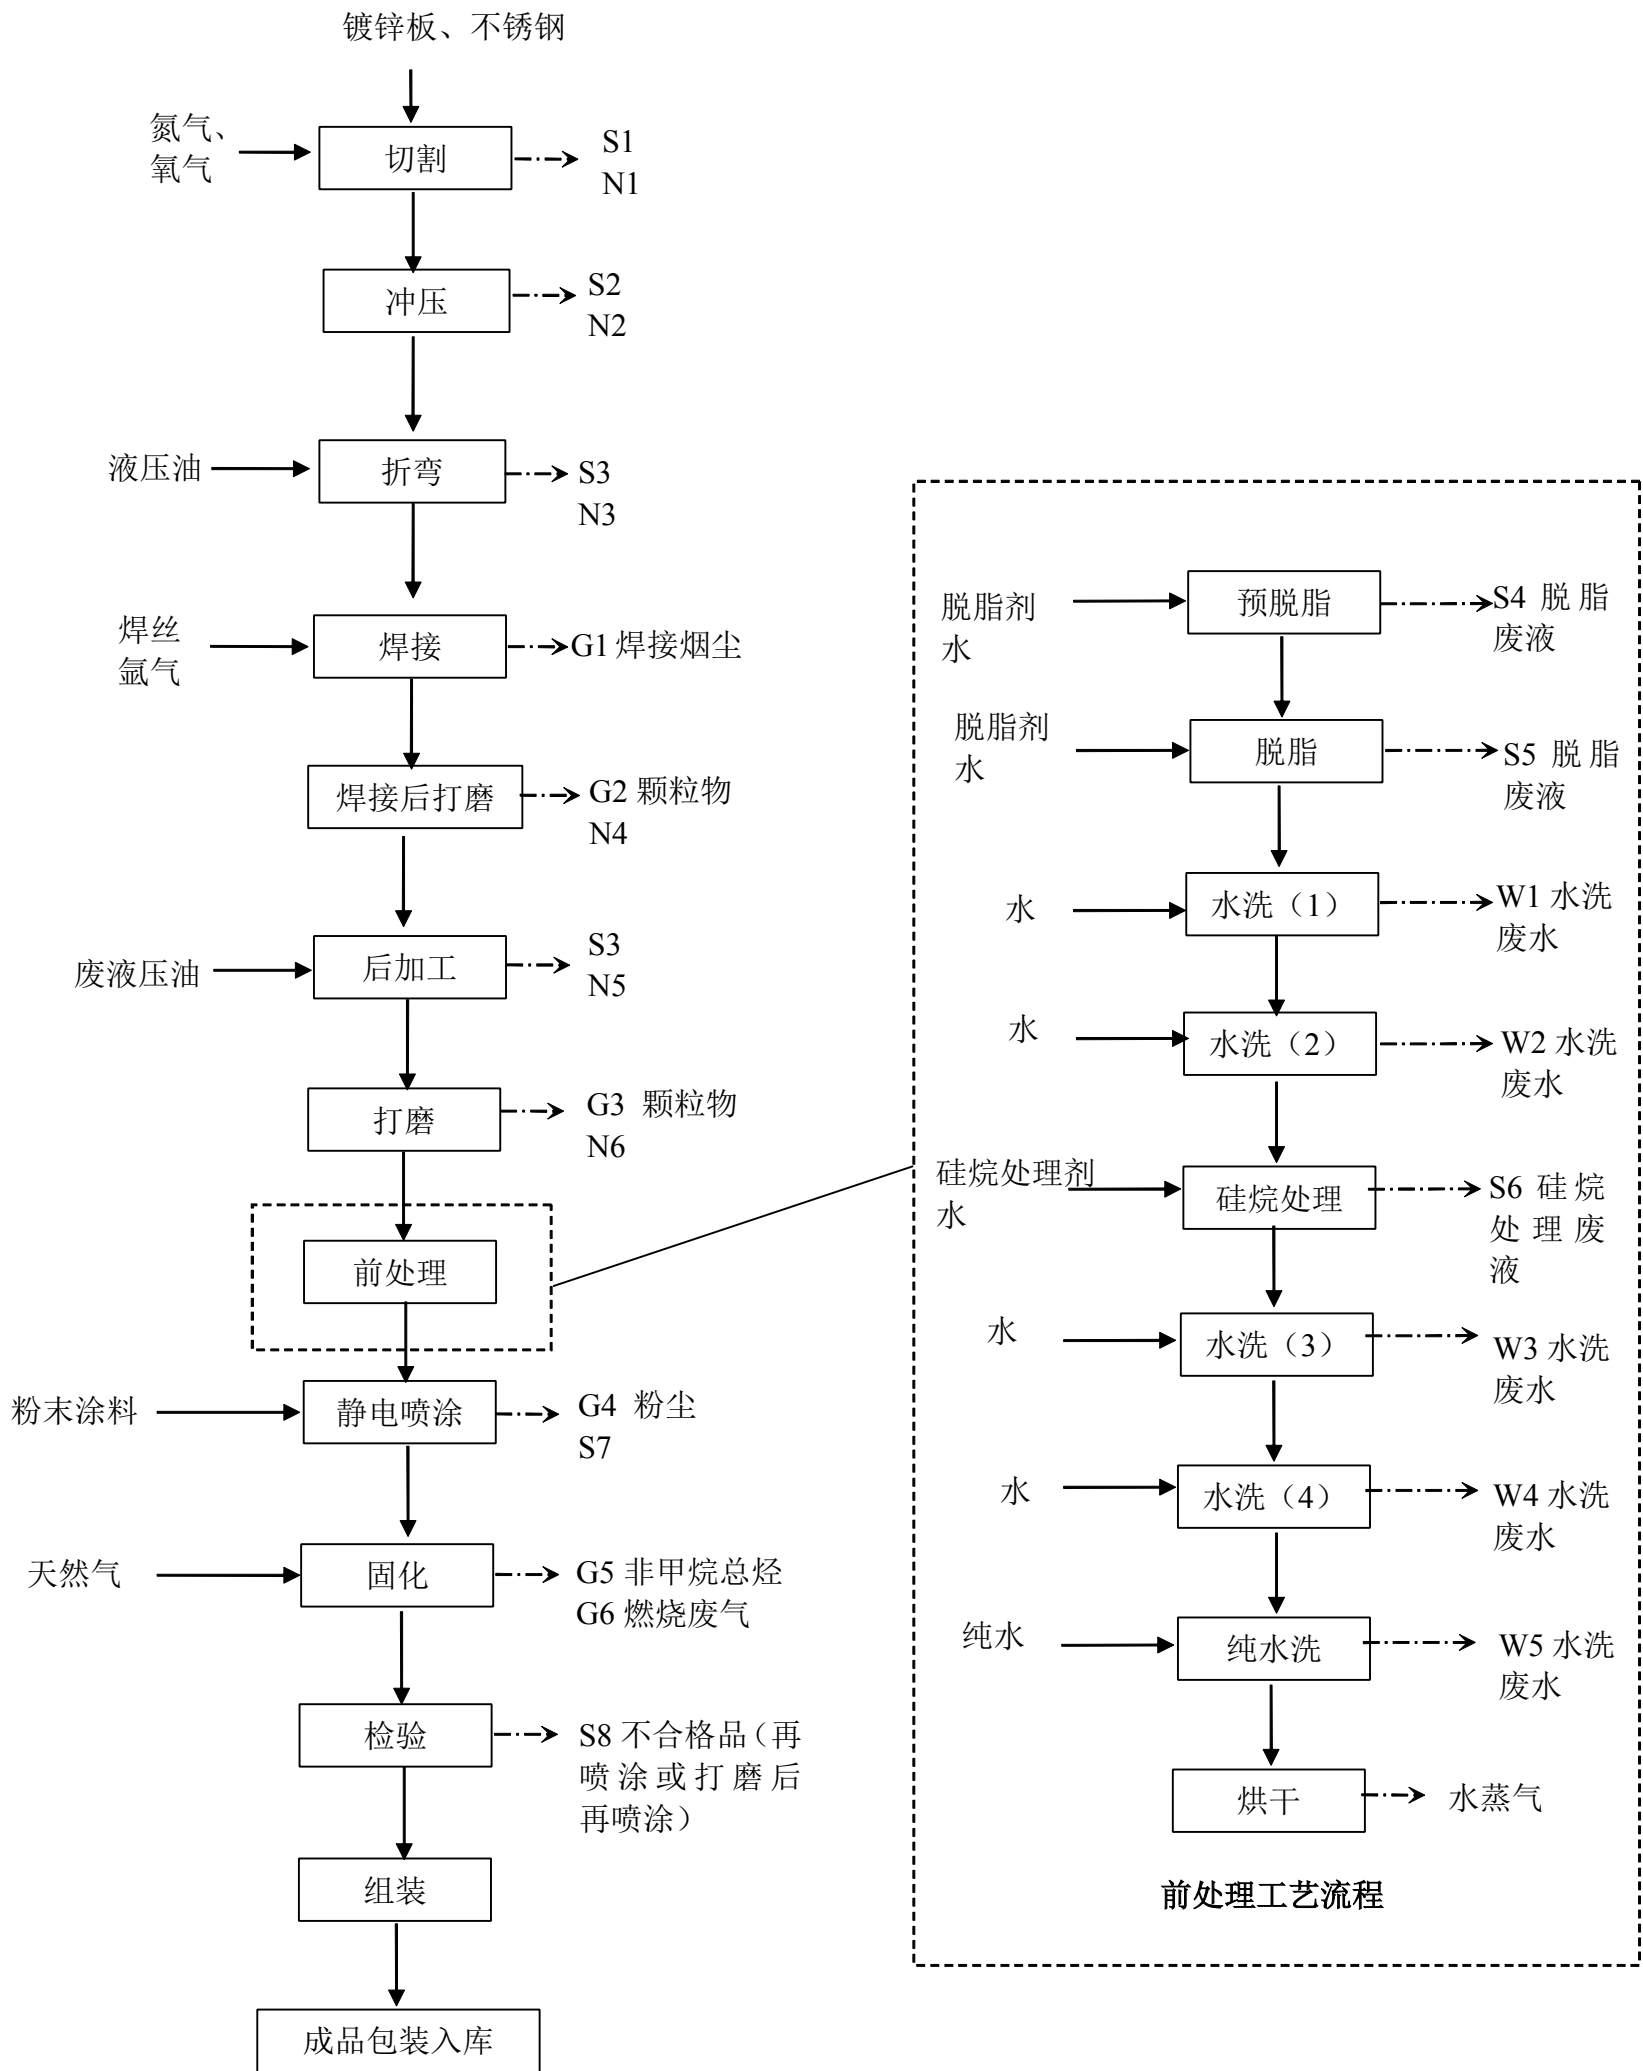 镀锌板、不锈钢
氮气、
氧气
切割
S1
N1
冲压
S2
N2
液压油
折弯
S3
N3
焊丝
氩气
焊接
G1 焊接烟尘
焊接后打磨
G2 颗粒物
N4
废液压油
后加工
S3
N5
打磨
G3 颗粒物
N6
前处理
粉末涂料
静电喷涂
G4 粉尘
S7
天然气
固化
G5 非甲烷总烃
G6 燃烧废气
检验
S8 不合格品（再
喷涂或打磨后
再喷涂）
组装
成品包装入库
脱脂剂
水
预脱脂
S4 脱脂
废液
脱脂剂
水
脱脂
S5 脱脂
废液
水
水洗（1）
W1 水洗
废水
水
水洗（2）
W2 水洗
废水
硅烷处理剂
水
硅烷处理
S6 硅烷
处理废
液
水
水洗（3）
W3 水洗
废水
水
水洗（4）
W4 水洗
废水
纯水
纯水洗
W5 水洗
废水
烘干
水蒸气
前处理工艺流程